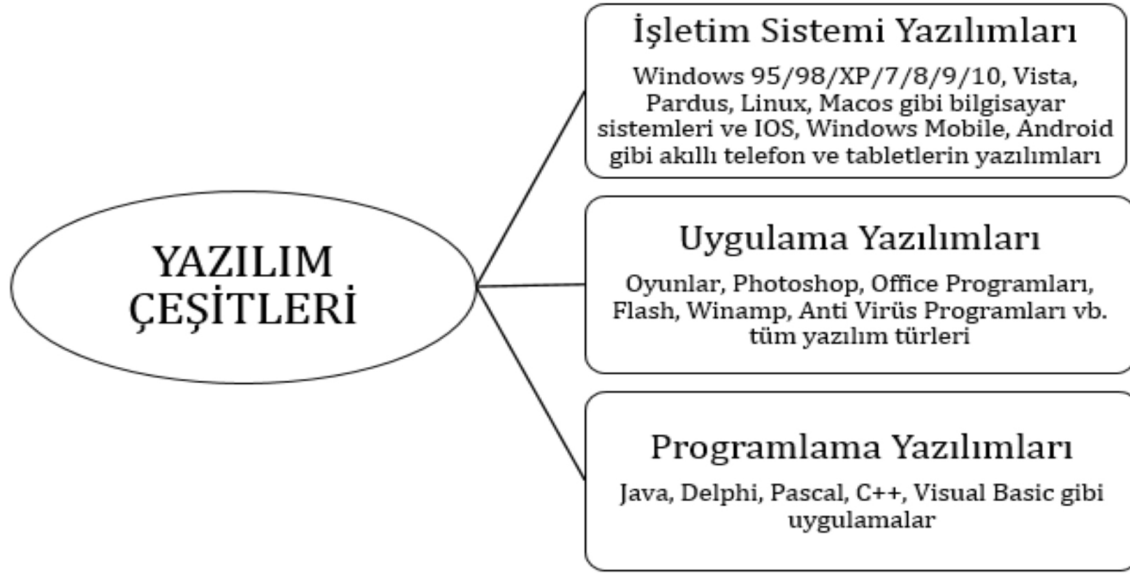 YAZILIM
ÇEŞİTLERİ
İşletim Sistemi Yazılımları
Windows 95/98/XP/7/8/9/10, Vista,
Pardus, Linux, Macos gibi bilgisayar
sistemleri ve IOS, Windows Mobile, Android
gibi akıllı telefon ve tabletlerin yazılımları
Uygulama Yazılımları
Oyunlar, Photoshop, Office Programları,
Flash, Winamp, Anti Virüs Programları vb.
tüm yazılım türleri
Programlama Yazılımları
Java, Delphi, Pascal, C++, Visual Basic gibi
uygulamalar